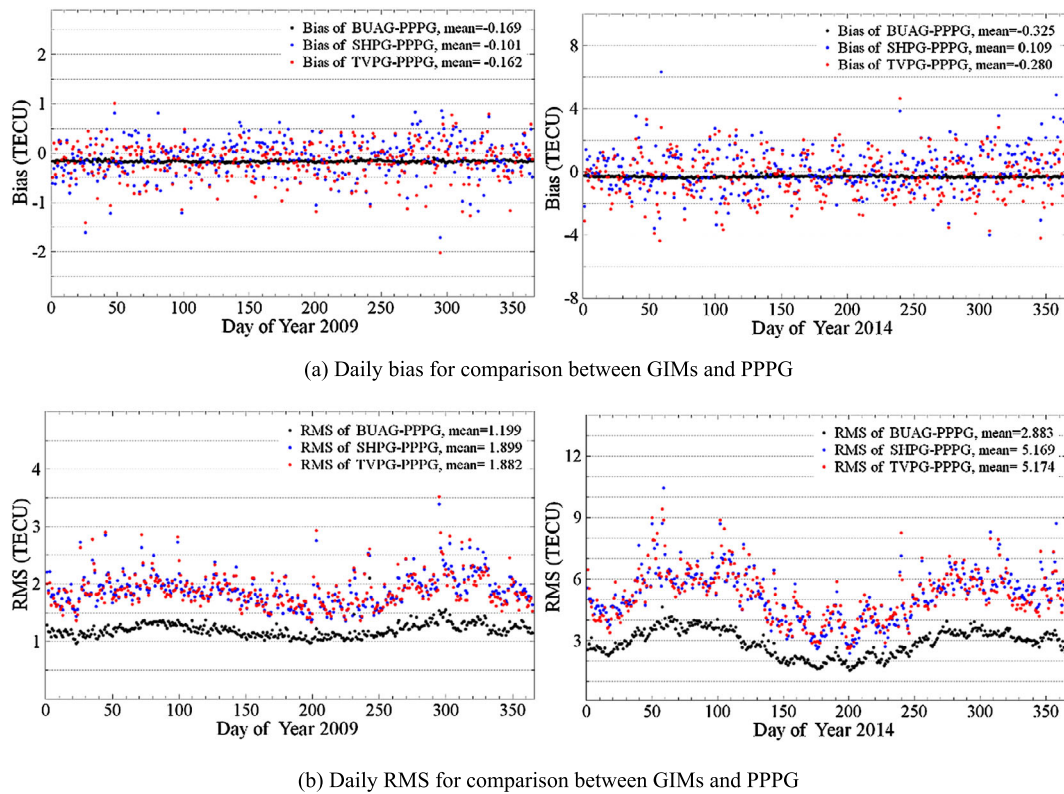 Bias of BUAG-PPPG, mean=-0.169
Bias of SHPG-PPPG, mean= -0.101
Bias of TVPG-PPPG, mean= -0.162
Bias (TECU)
2
1
0
-1
-2
0 50 100 150 200 250 300 350
Day of Year 2009
Bias of BUAG-PPPG, mean=-0.325
Bias of SHPG-PPPG, mean= 0.109
Bias of TVPG-PPPG, mean=-0.280
Bias (TECU)
8
4
0
-4
-8
0 50 100 150 200 250 300 350
Day of Year 2014
(a) Daily bias for comparison between GIMs and PPPG
RMS of BUAG-PPPG, mean=1.199
RMS of SHPG-PPPG, mean= 1.899
RMS of TVPG-PPPG, mean= 1.882
RMS (TECU)
4
3
2
1
0 50 100 150 200 250 300 350
Day of Year 2009
RMS of BUAG-PPPG, mean=2.883
RMS of SHPG-PPPG, mean= 5.169
RMS of TVPG-PPPG, mean= 5.174
RMS (TECU)
12
9
6
3
0 50 100 150 200 250 300 350
Day of Year 2014
(b) Daily RMS for comparison between GIMs and PPPG